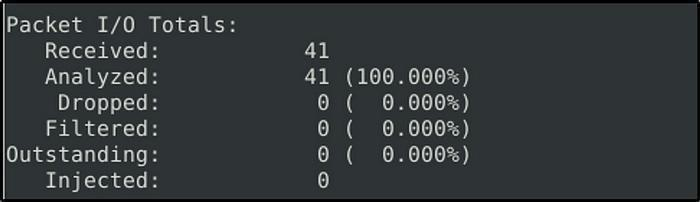 Packet I/O Totals:
   Received:           41
   Analyzed:           41 (100.000%)
    Dropped:            0 (  0.000%)
   Filtered:            0 (  0.000%)
Outstanding:            0 (  0.000%)
   Injected:            0